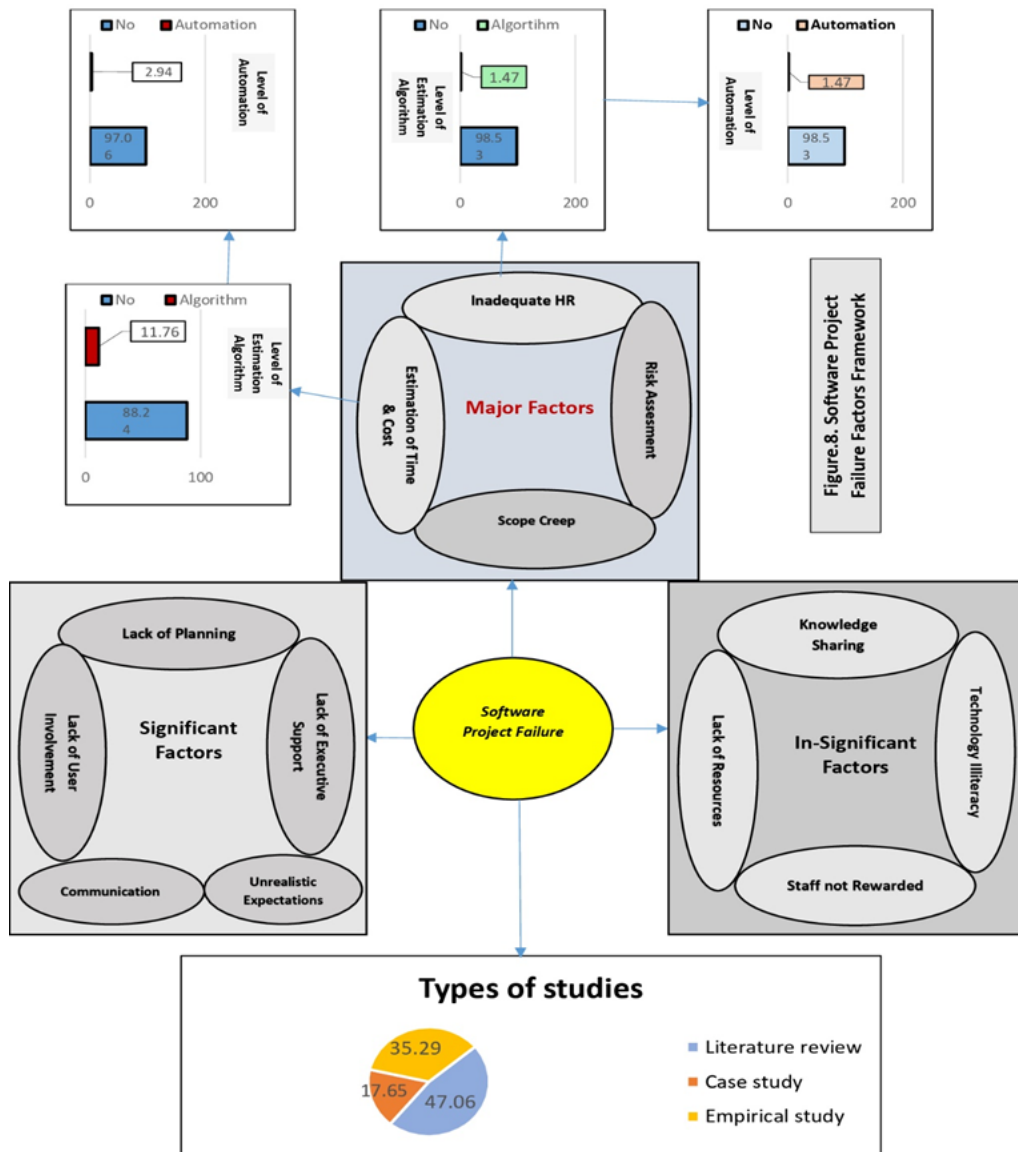 No Automation
2.94
97.0
6
0 200
Level of
Automation
No Algortihm
1.47
98.5
3
0 200
Level of
Estimation
Algorithm
No Automation
1.47
98.5
3
0 200
Level of
Automation
No Algorithm
11.76
88.2
4
0 100
Level of
Estimation
Algorithm
Inadequate HR
Estimation of Time
& Cost
Major Factors
Risk Assesment
Scope Creep
Figure.8. Software Project
Failure Factors Framework
Lack of Planning
Lack of User
Involvement
Significant
Factors
Lack of Executive
Support
Communication
Unrealistic
Expectations
Software
Project Failure
Knowledge
Sharing
Lack of Resources
In-Significant
Factors
Technology Illiteracy
Staff not Rewarded
Types of studies
35.29
17.65
47.06
Literature review
Case study
Empirical study